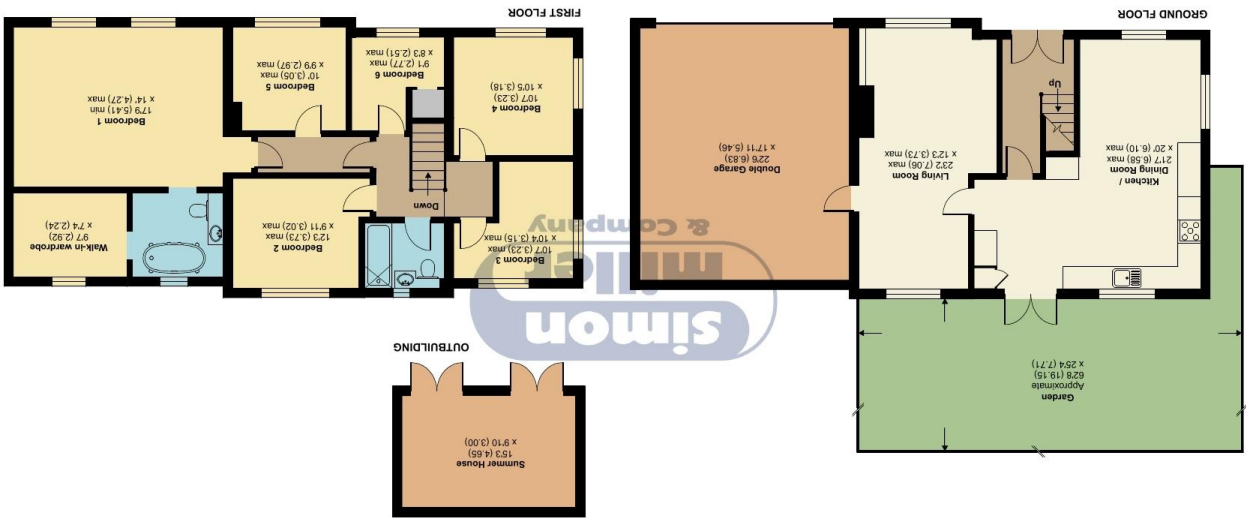 Garden
Approximate
62'8 (19.15)
x 25'4 (7.71)
Summer House
15'3 (4.65)
x 9'10 (3.00)
OUTBUILDING
simon
miller
& Company
Kitchen /
Dining Room
21'7 (6.58) max
x 20' (6.10)
Up
Living Room
23'2 (7.06) max
x 12'3 (3.73) max
Double Garage
22'6 (6.83)
x 17'11 (5.46)
GROUND FLOOR
Bedroom 3
10'7 (3.23) max
x 10'4 (3.15) max
Down
Bedroom 2
12'3 (3.73) max
x 9'11 (3.02)
Walk-in wardrobe
9'7 (2.92)
x 7'4 (2.24)
Bedroom 4
10'7 (3.23)
x 10'5 (3.18)
Bedroom 6
9'1 (2.77) max
x 8'3 (2.51)
Bedroom 5
10' (3.05) max
x 9'9 (2.97)
Bedroom 1
17'9 (5.41) min
x 14' (4.27) max
FIRST FLOOR